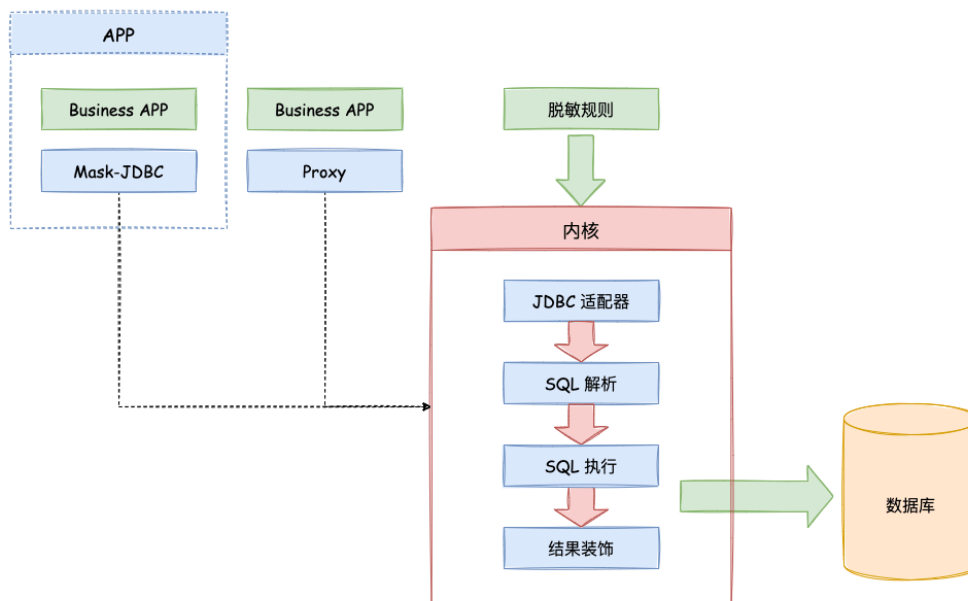 APP
Business APP
Business APP
脱敏规则
Mask-JDBC
Proxy
内核
JDBC 适配器
SQL 解析
SQL 执行
数据库
结果装饰